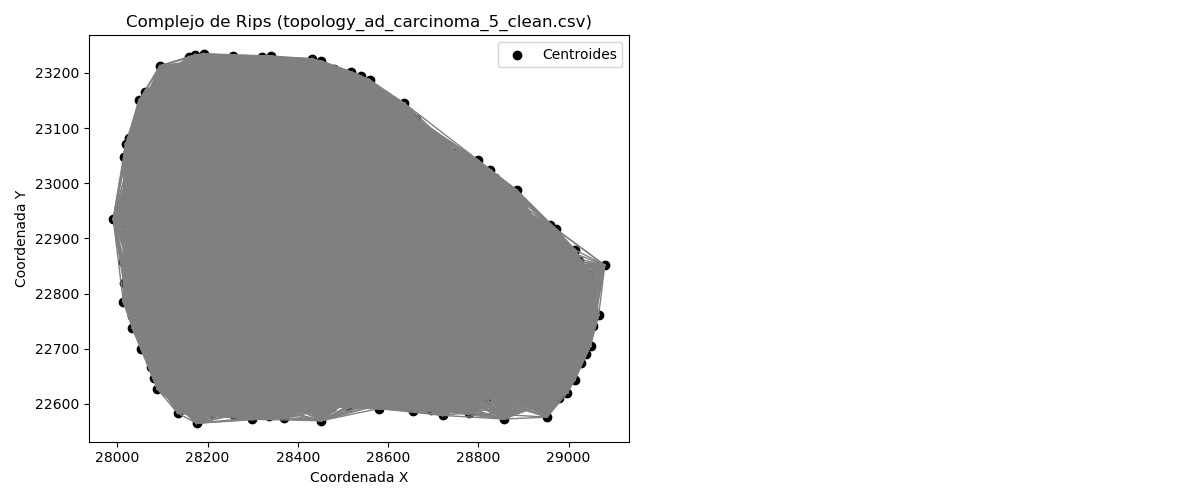 Complejo de Rips (topology_ad_carcinoma_5_clean.csv)
Centroides
23200
23100
23000
22900
22800
22700
22600
Coordenada Y
28000 28200 28400 28600 28800 29000
Coordenada X